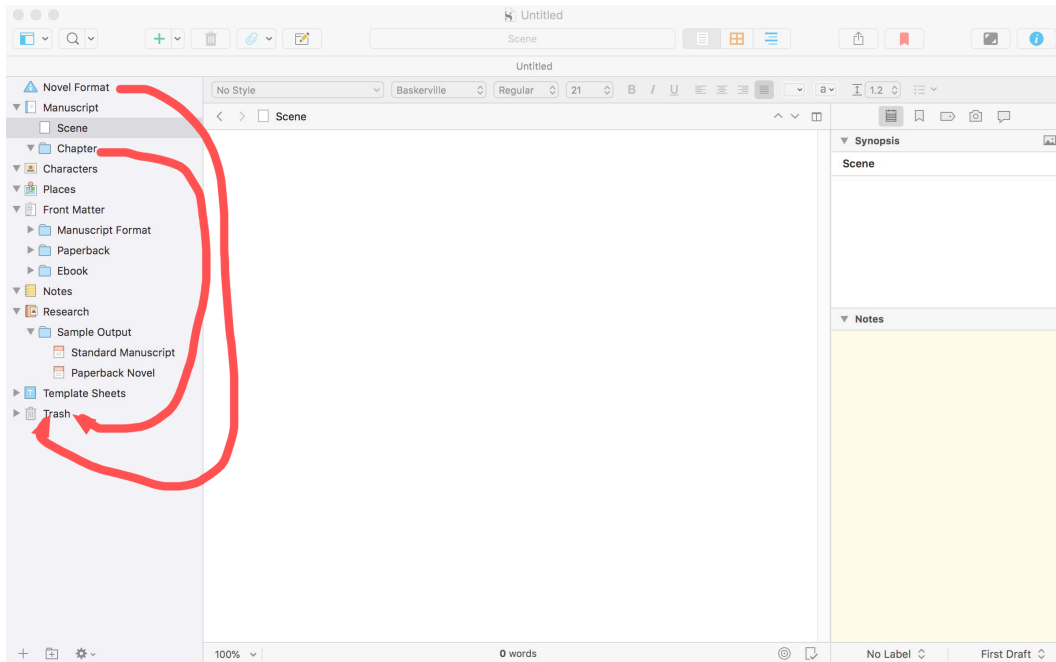 Untitled
Scene
Untitled
Novel Format
Manuscript
Scene
Chapter
Characters
Places
Front Matter
Manuscript Format
Paperback
Ebook
Notes
Research
Sample Output
Standard Manuscript
Paperback Novel
Template Sheets
Trash
No Style Baskerville Regular 21 B I U a 1.2
Scene
100% 0 words
Synopsis
Scene
Notes
No Label First Draft